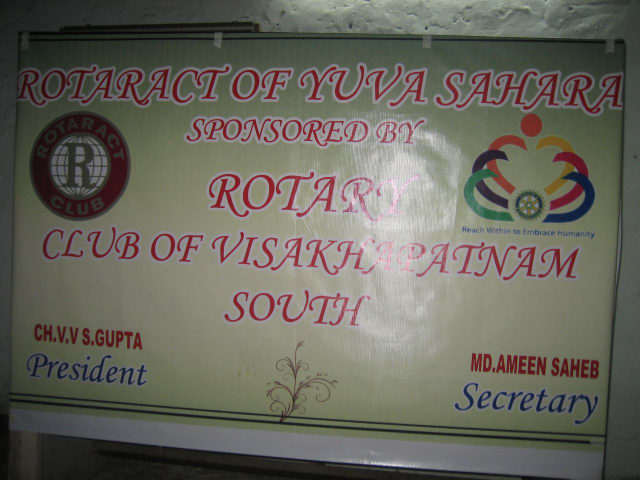 ROTARACT OF YUVA SAHARA
SPONSORED BY
ROTARACT
R
CLUB
ROTARY
Reach Within to Embrace Humanity
CLUB OF VISAKHAPATNAM
SOUTH
CH.V.V S.GUPTA
President
MD.AMEEN SAHEB
Secretary